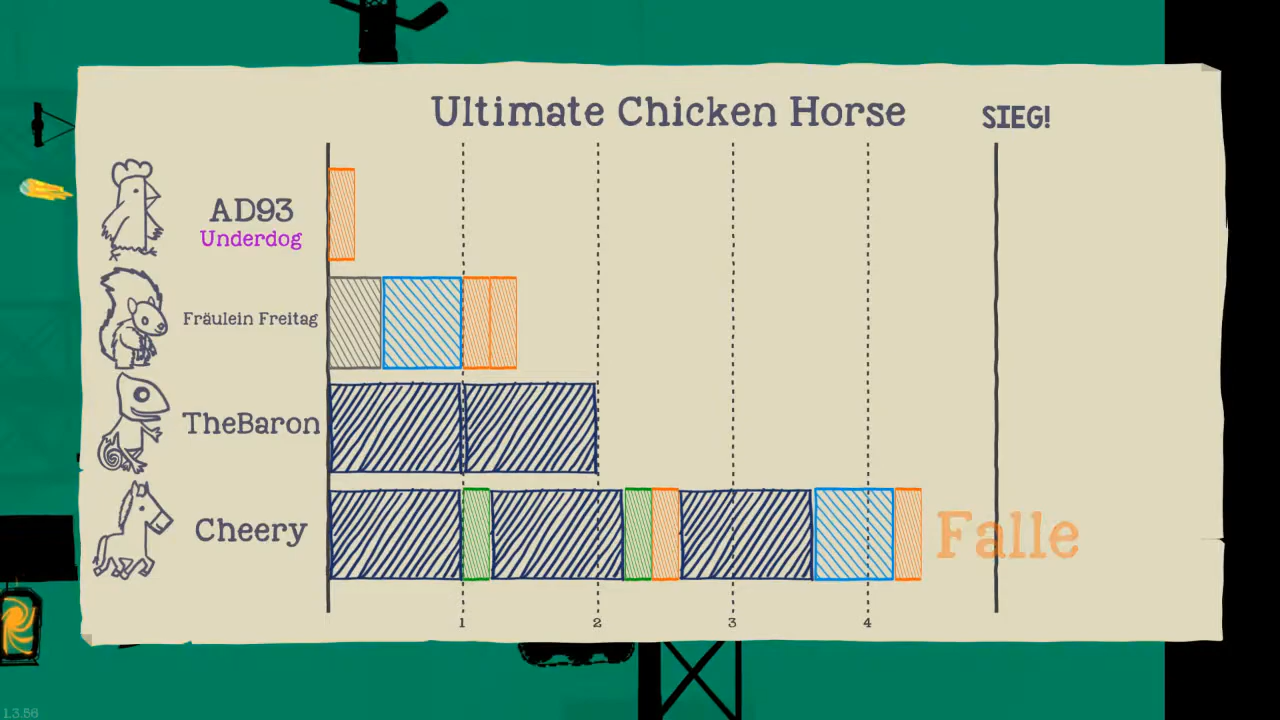 Ultimate Chicken Horse
SIEG!
AD93
Underdog
Fräulein Freitag
TheBaron
Cheery
Falle
1 2 3 4
1.3.56